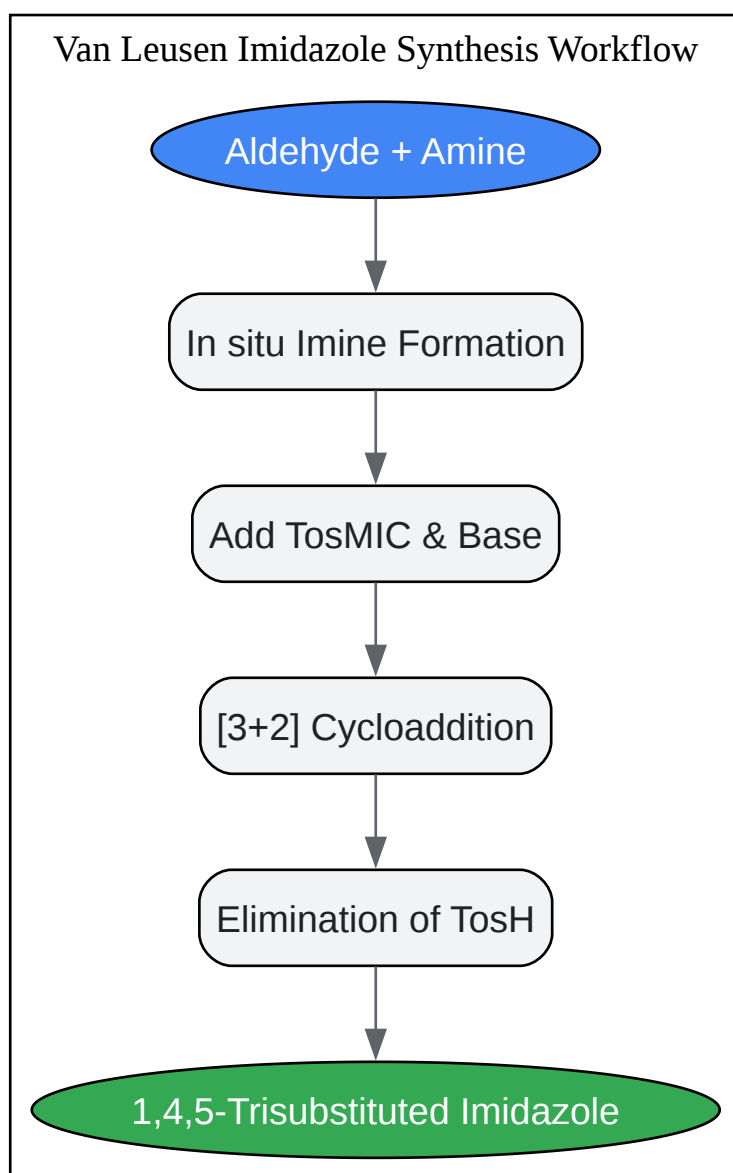 Van Leusen Imidazole Synthesis Workflow
Aldehyde + Amine
In situ Imine Formation
Add TosMIC & Base
[3+2] Cycloaddition
Elimination of TosH
1,4,5-Trisubstituted Imidazole